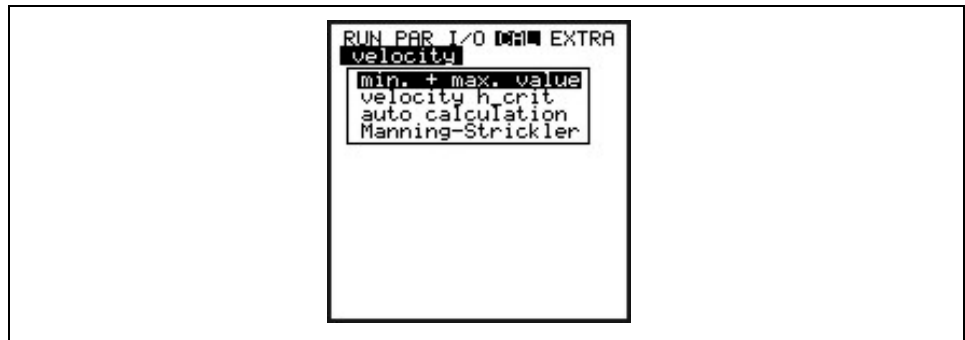 RUN PAR I/O CAL EXTRA
velocity
min. + max. value
velocity h_crit
auto calculation
Manning-Strickler